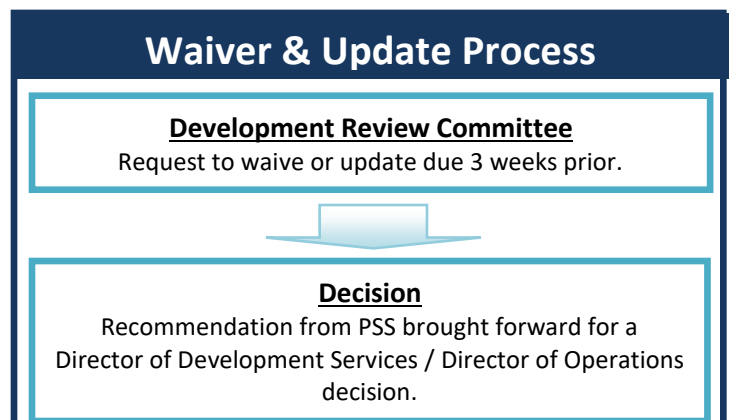 Waiver & Update Process
Development Review Committee
Request to waive or update due 3 weeks prior.
Decision
Recommendation from PSS brought forward for a
Director of Development Services / Director of Operations
decision.